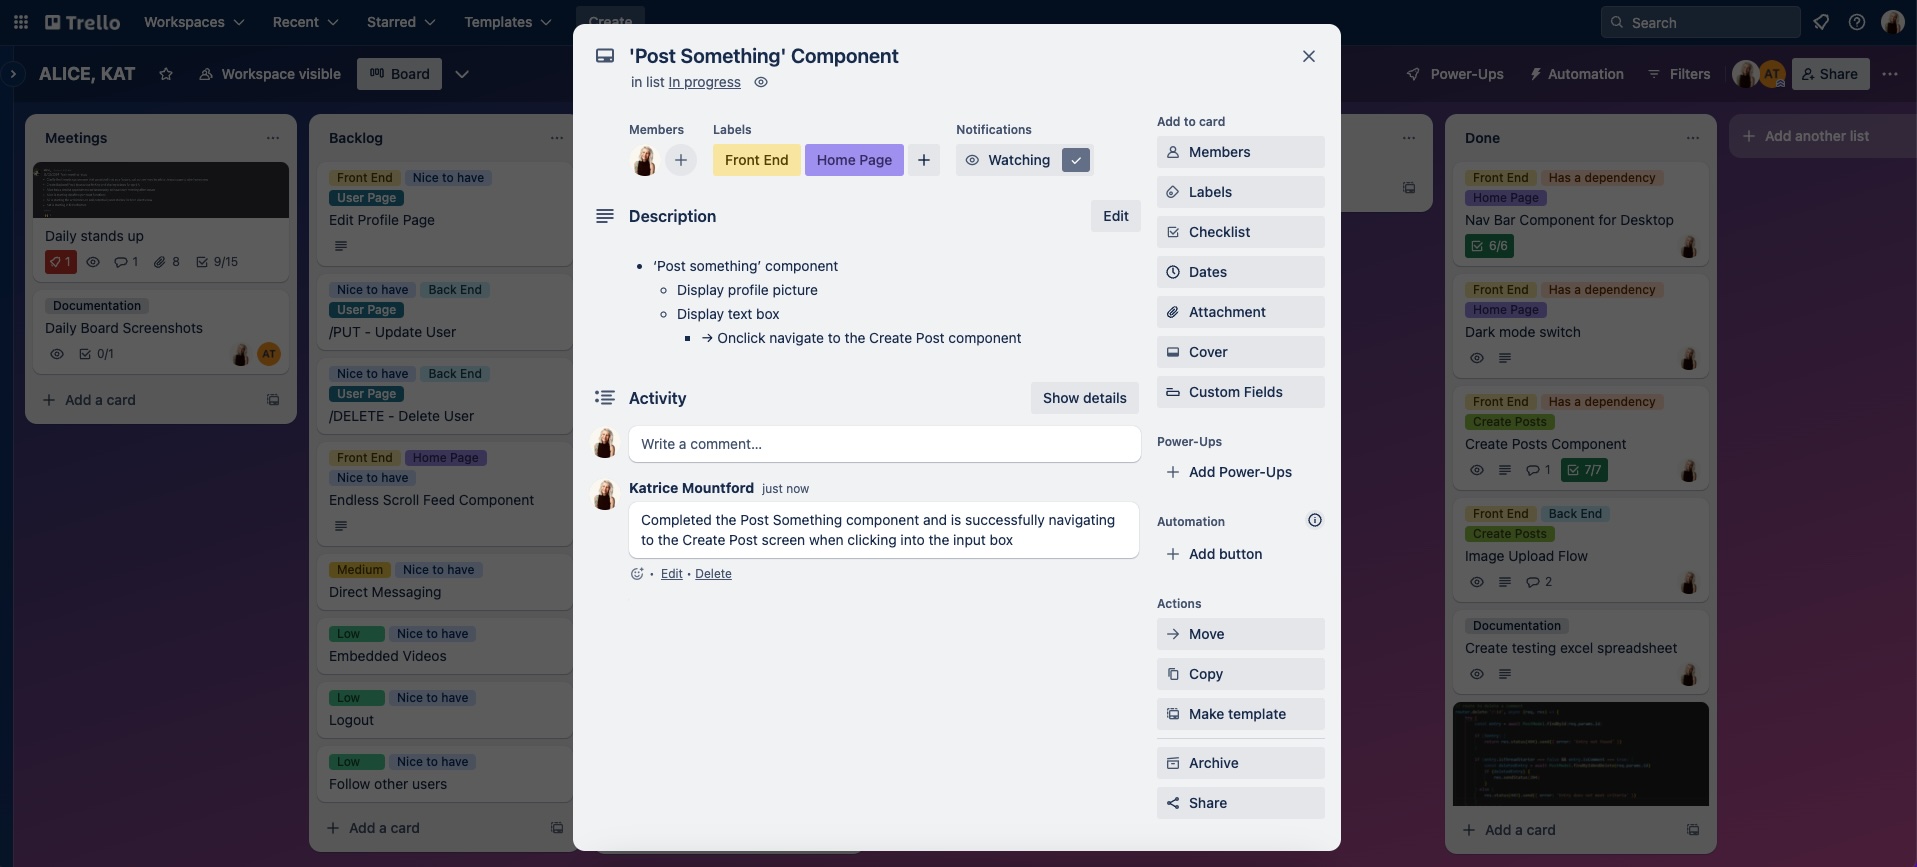 Trello
Workspaces
Recent
Starred
Templates
Create
Search
ALICE, KAT
Workspace visible
Board
Power-Ups
Automation
Filters
AT
Share
Meetings
Daily stands up
1
1
8
9/15
Documentation
Daily Board Screenshots
0/1
AT
Add a card
Backlog
Front End
Nice to have
User Page
Edit Profile Page
Nice to have
Back End
User Page
/PUT - Update User
Nice to have
Back End
User Page
/DELETE - Delete User
Front End
Home Page
Nice to have
Endless Scroll Feed Component
Medium
Nice to have
Direct Messaging
Low
Nice to have
Embedded Videos
Low
Nice to have
Logout
Low
Nice to have
Follow other users
Add a card
'Post Something' Component
in list In progress
Members
Labels
Front End
Home Page
Notifications
Watching
Description
Edit
‘Post something’ component
Display profile picture
Display text box
→ Onclick navigate to the Create Post component
Activity
Show details
Write a comment…
Katrice Mountford just now
Completed the Post Something component and is successfully navigating
to the Create Post screen when clicking into the input box
• Edit • Delete
Add to card
Members
Labels
Checklist
Dates
Attachment
Cover
Custom Fields
Power-Ups
Add Power-Ups
Automation
Add button
Actions
Move
Copy
Make template
Archive
Share
Done
Front End
Has a dependency
Home Page
Nav Bar Component for Desktop
6/6
Front End
Has a dependency
Home Page
Dark mode switch
Front End
Has a dependency
Create Posts
Create Posts Component
1
7/7
Front End
Back End
Create Posts
Image Upload Flow
2
Documentation
Create testing excel spreadsheet
Add a card
Add another list